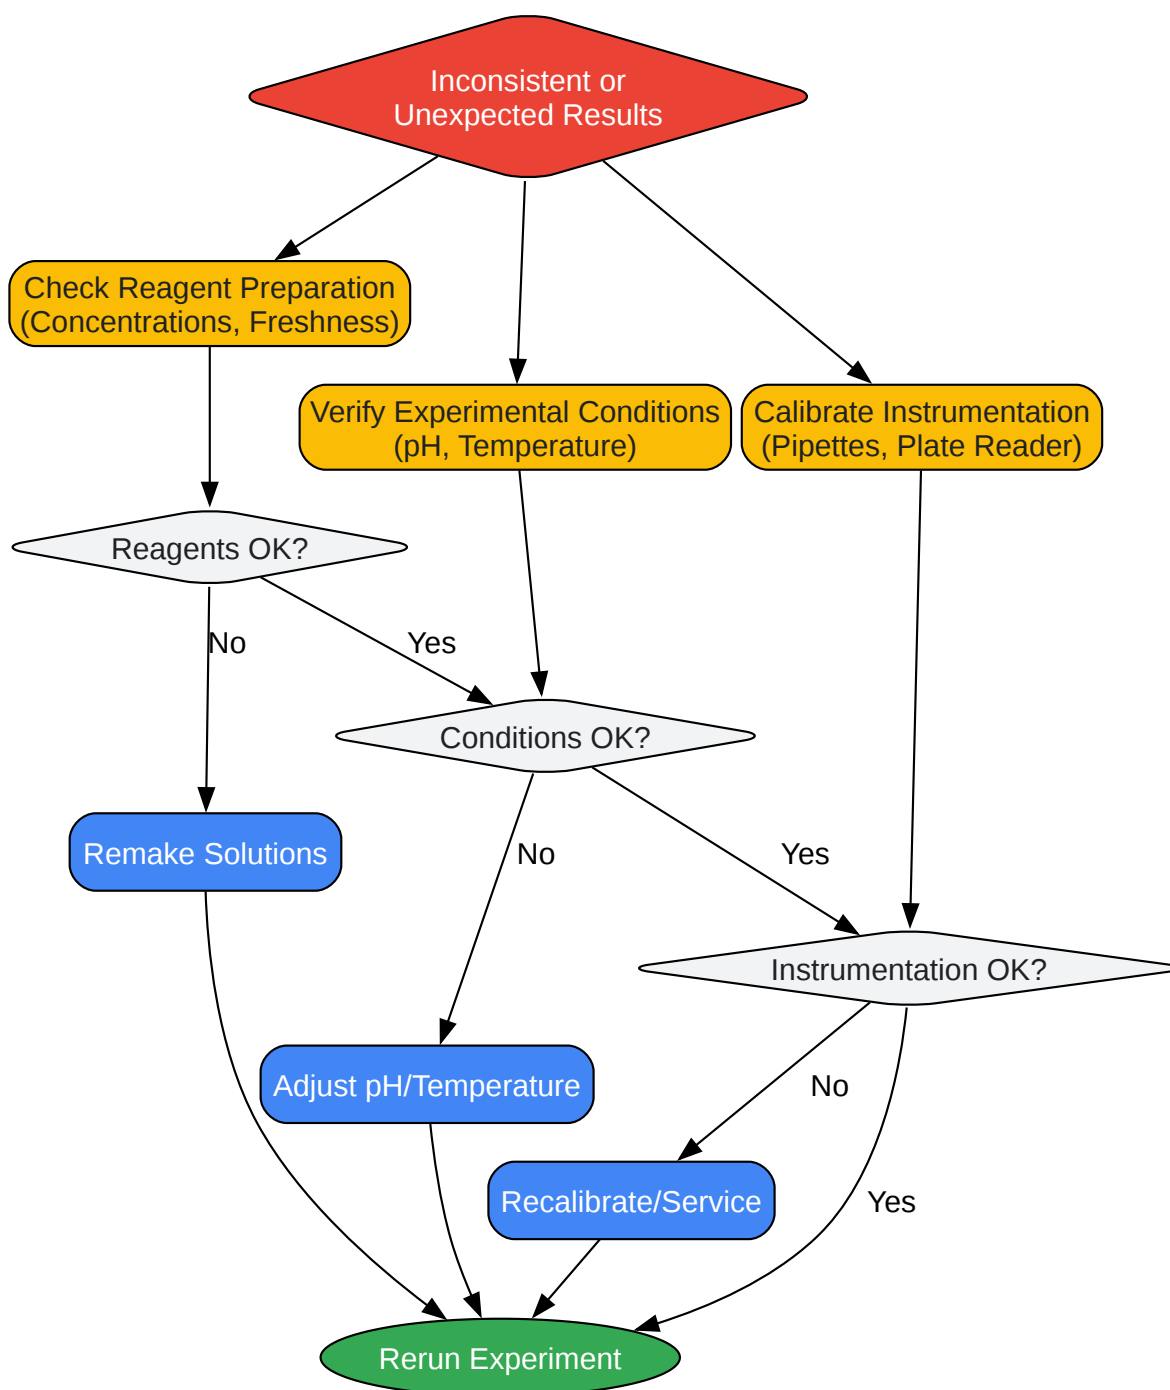 Inconsistent or
Unexpected Results
Check Reagent Preparation
(Concentrations, Freshness)
Verify Experimental Conditions
(pH, Temperature)
Calibrate Instrumentation
(Pipettes, Plate Reader)
Reagents OK?
No
Yes
Conditions OK?
No
Yes
Remake Solutions
Instrumentation OK?
Adjust pH/Temperature
No
Recalibrate/Service
Yes
Rerun Experiment